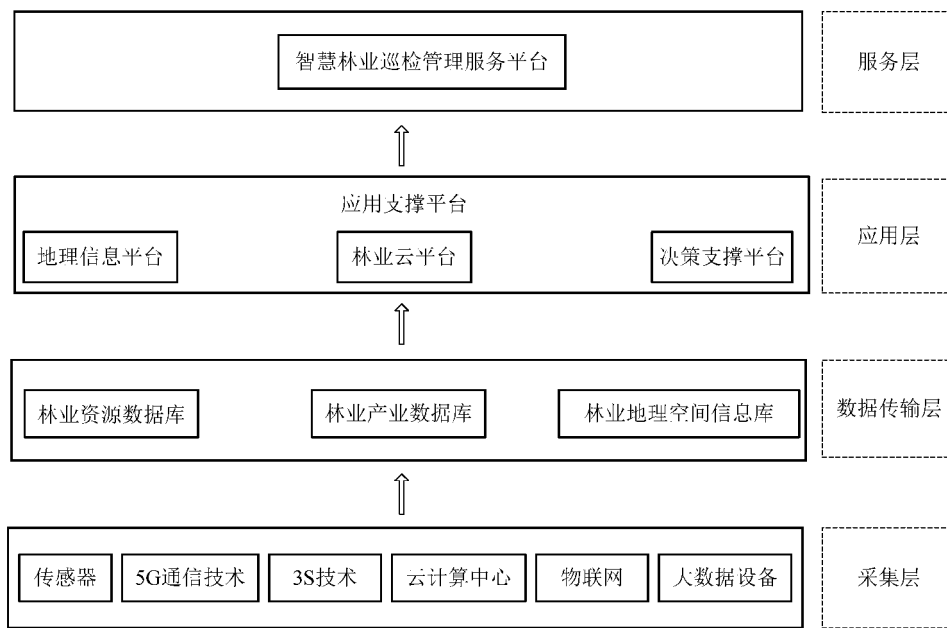 智慧林业巡检管理服务平台
服务层
应用支撑平台
地理信息平台
林业云平台
决策支撑平台
应用层
林业资源数据库
林业产业数据库
林业地理空间信息库
数据传输层
传感器
5G通信技术
3S技术
云计算中心
物联网
大数据设备
采集层